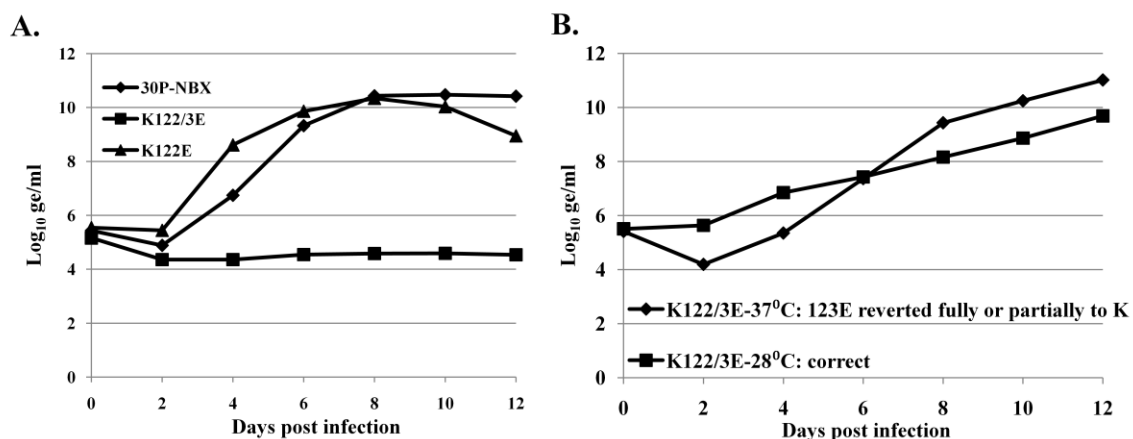 A.
12
10
8
6
4
2
0
Log₁₀ ge/ml
30P-NBX
K122/3E
K122E
0 2 4 6 8 10 12
Days post infection
B.
12
10
8
6
4
2
0
Log₁₀ ge/ml
K122/3E-37⁰C: 123E reverted fully or partially to K
K122/3E-28⁰C: correct
0 2 4 6 8 10 12
Days post infection